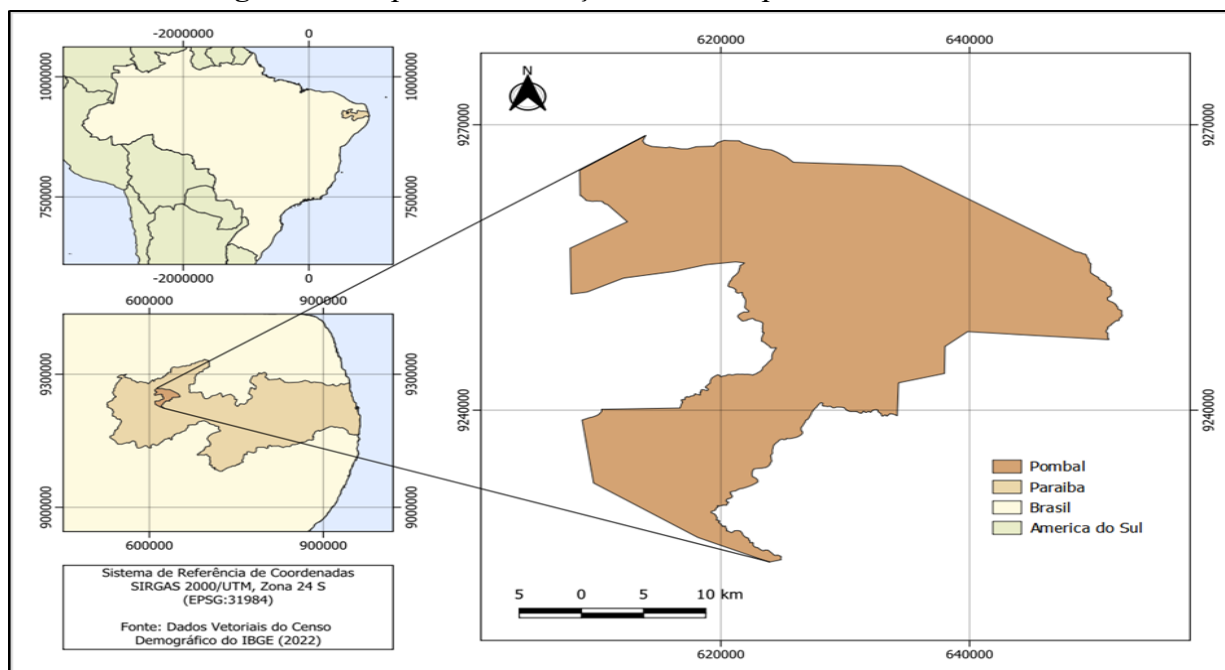 -2000000 0
10000000 10000000
7500000 7500000
-2000000 0
600000 900000
9300000 9300000
900000 900000
600000 900000
Sistema de Referência de Coordenadas
SIRGAS 2000/UTM, Zona 24 S
(EPSG:31984)
Fonte: Dados Vetoriais do Censo
Demográfico do IBGE (2022)
620000 640000
N
9270000 9270000
9240000 9240000
Pombal
Paraiba
Brasil
America do Sul
5 0 5 10 km
620000 640000